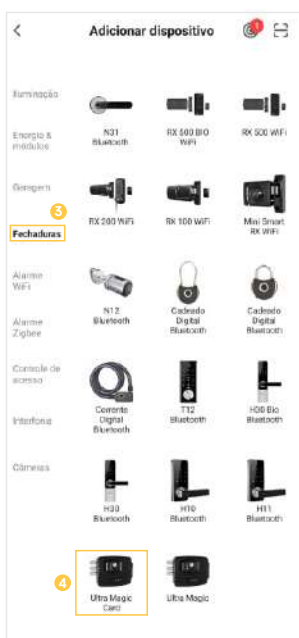 Adicionar dispositivo
1
Iluminação
Energia &
módulos
Garagem
3
Fechaduras
Alarme
WiFi
Alarme
Zigbee
Controle de
acesso
Interfonia
Câmeras
N31
Bluetooth
RX 500 BIO
WiFi
RX 500 WiFi
RX 200 WiFi
RX 100 WiFi
Mini Smart
RX WiFi
N12
Bluetooth
Cadeado
Digital
Bluetooth
Cadeado
Digital
Bluetooth
Corrente
Digital
Bluetooth
T12
Bluetooth
H30 Bio
Bluetooth
H30
Bluetooth
H10
Bluetooth
H11
Bluetooth
4
Ultra Magic
Card
Ultra Magic